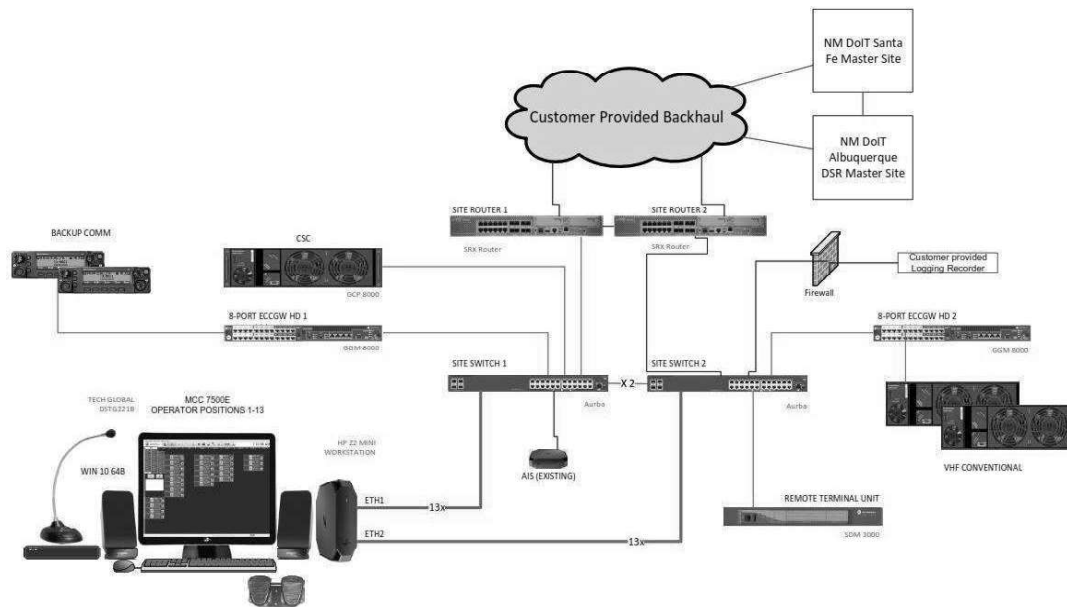 NM DoIT Santa
Fe Master Site
Customer Provided Backhaul
NM DoIT
Albuquerque
DSR Master Site
SITE ROUTER 1
SITE ROUTER 2
BACKUP COMM
CSC
SRX Router
SRX Router
Customer provided
Logging Recorder
Firewall
GCP 8000
8-PORT ECCGW HD 1
8-PORT ECCGW HD 2
GGM 8000
GGM 8000
SITE SWITCH 1
SITE SWITCH 2
X 2
TECH GLOBAL
DSTG221B
MCC 7500E
OPERATOR POSITIONS 1-13
Aurba
Aurba
HP Z2 MINI
WORKSTATION
WIN 10 64B
AIS (EXISTING)
VHF CONVENTIONAL
ETH1
13x
REMOTE TERMINAL UNIT
ETH2
13x
SDM 3000